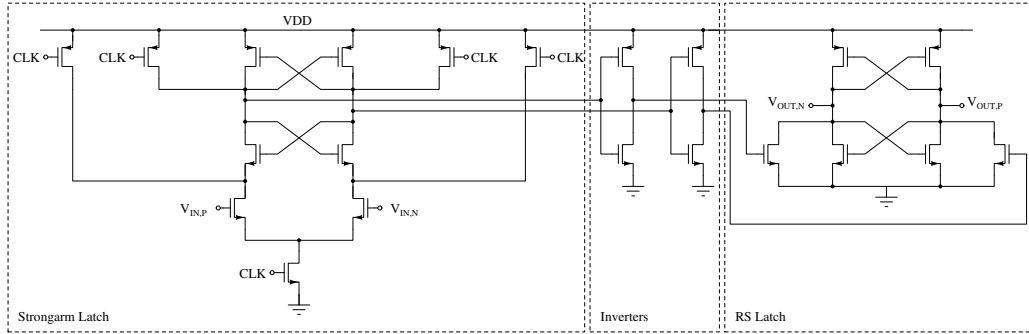 VDD
CLK
CLK
CLK
CLK
V_OUT,N
V_OUT,P
V_IN,P
V_IN,N
CLK
Strongarm Latch
Inverters
RS Latch